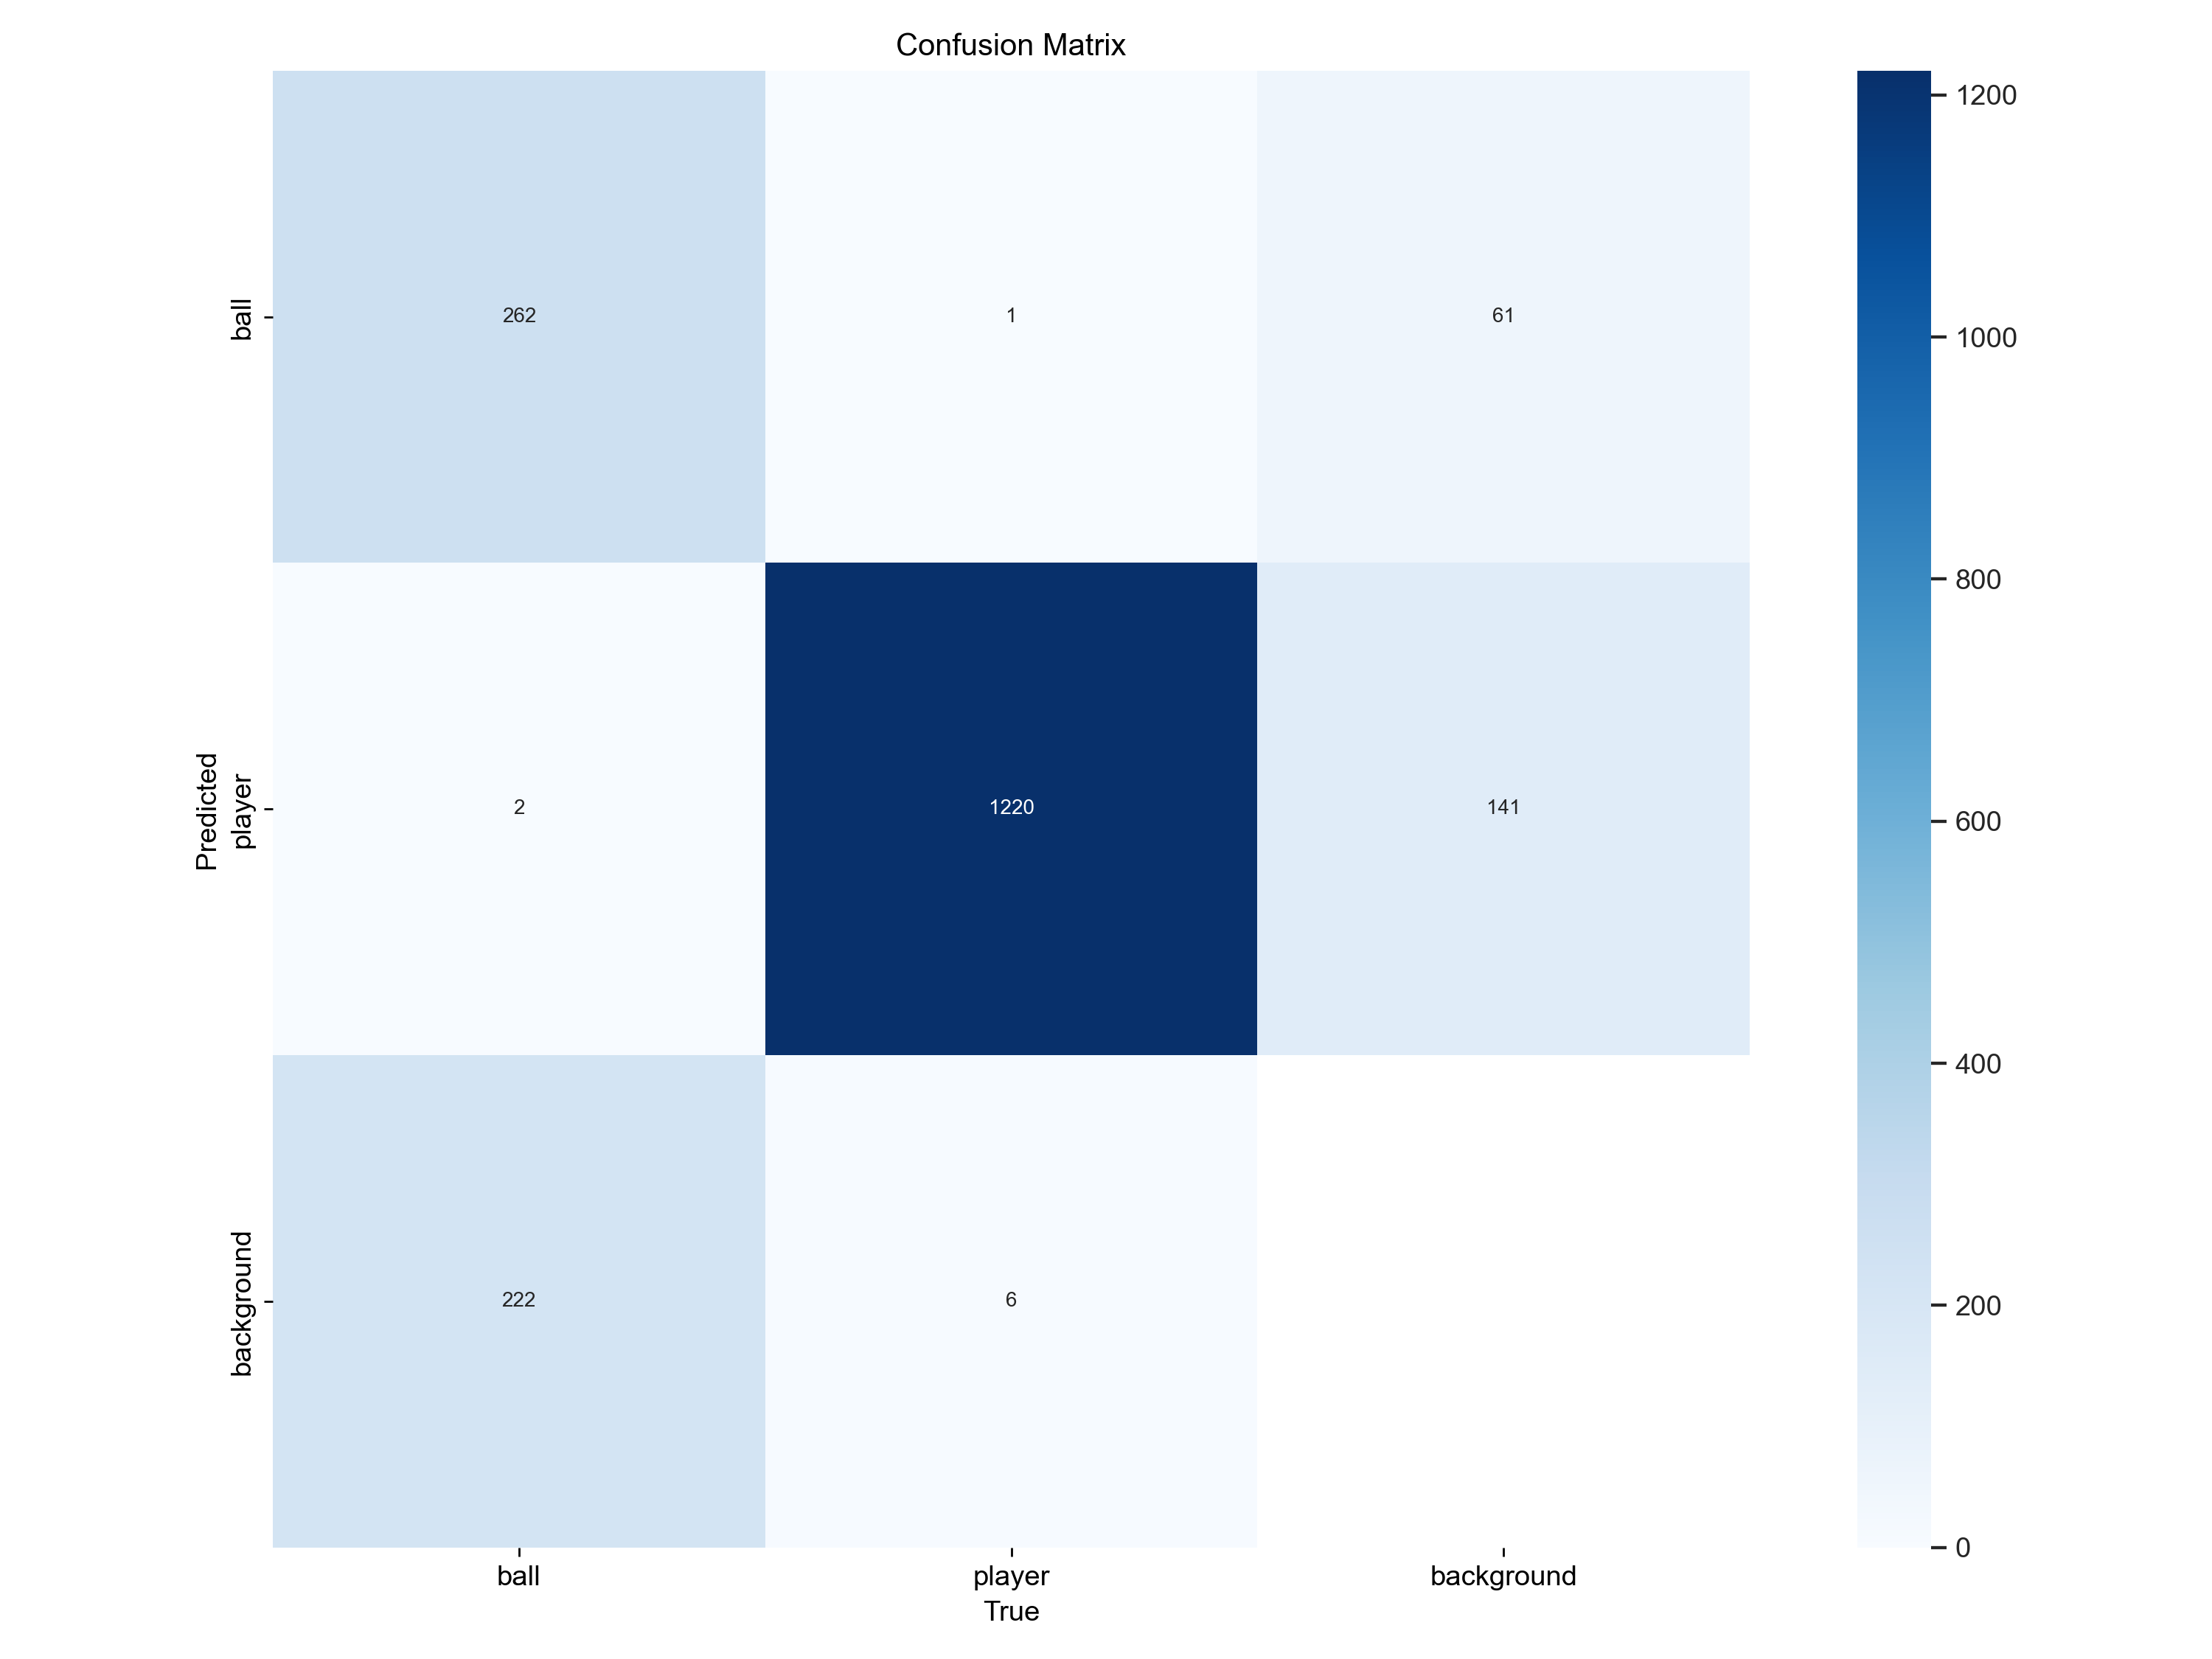 Confusion Matrix
ball
262
1
61
Predicted
player
2
1220
141
background
222
6
ball
player
background
True
1200
1000
800
600
400
200
0